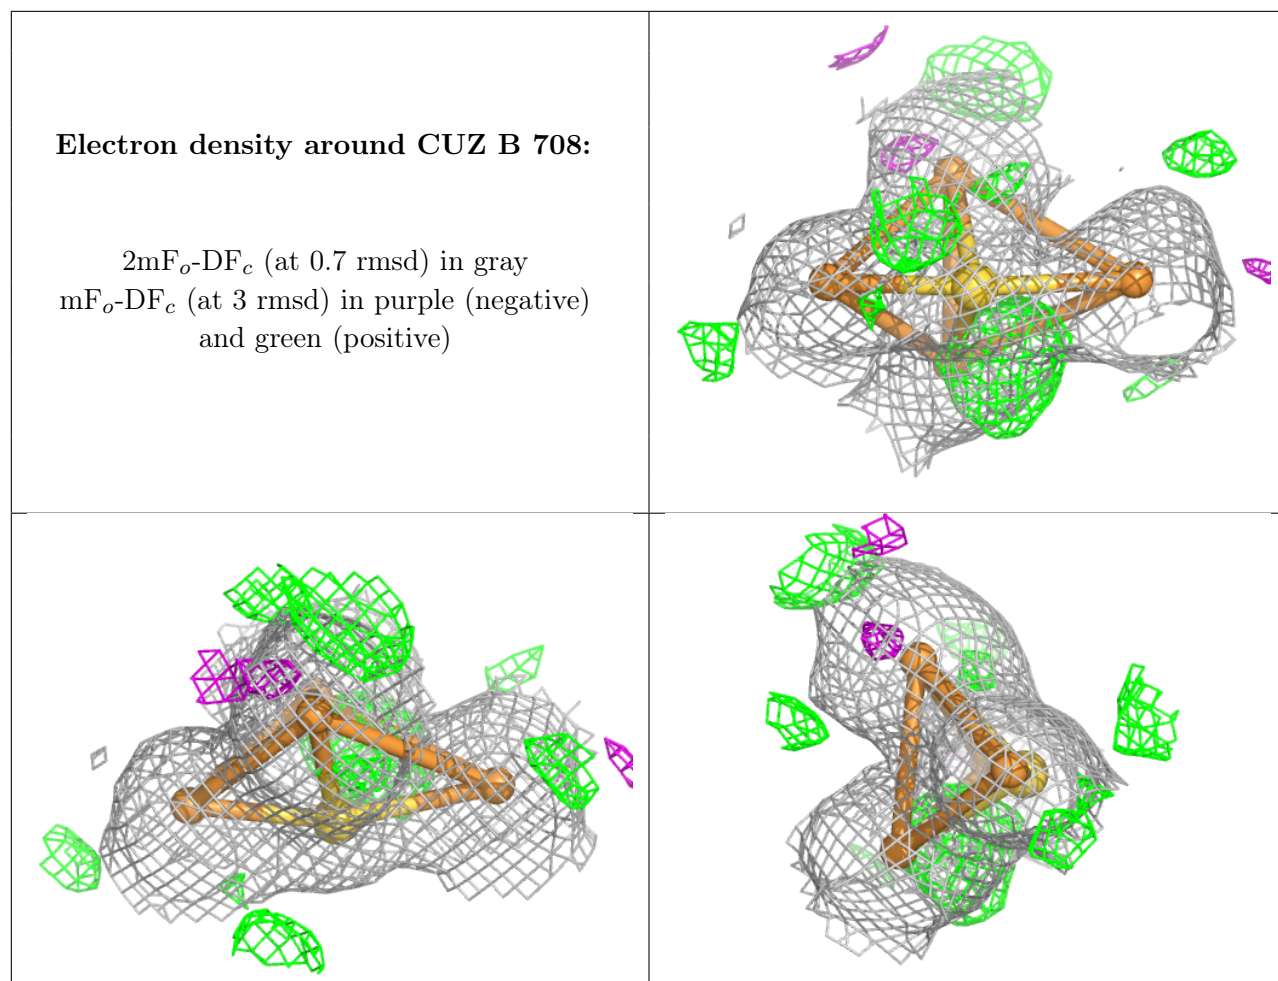 Electron density around CUZ B 708:
2mFₒ-DF𝒸 (at 0.7 rmsd) in gray
mFₒ-DF𝒸 (at 3 rmsd) in purple (negative)
and green (positive)